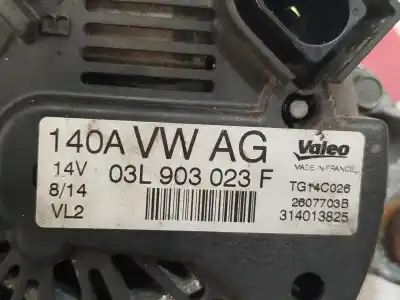 B
140A VW AG
Valeo
MADE IN FRANCE
14V
03L 903 023 F
TG14C026
8/14
2607703B
VL2
314013825